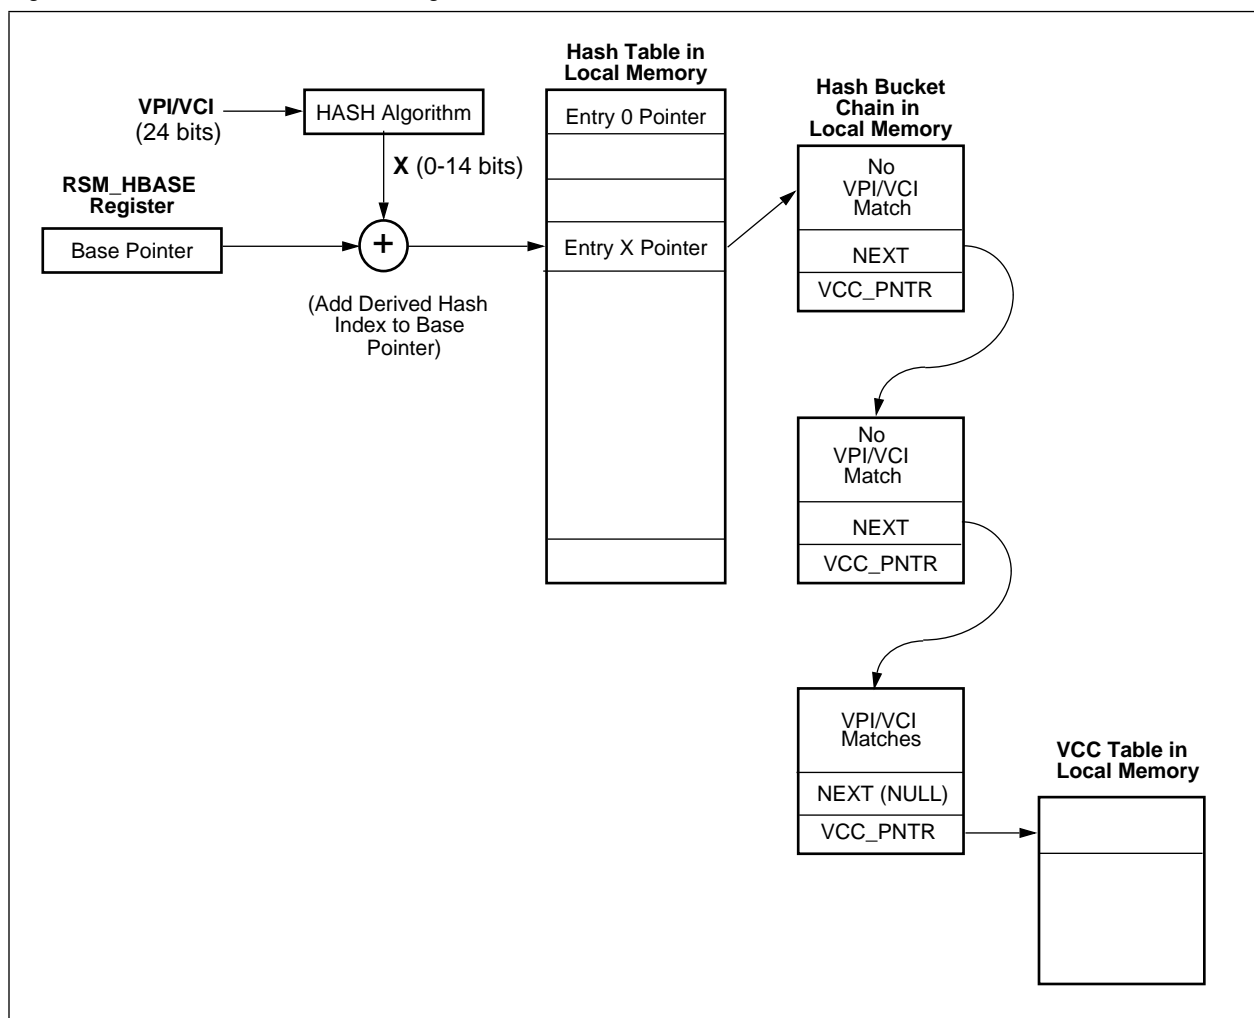 Hash Table in
Local Memory
VPI/VCI
(24 bits)
HASH Algorithm
X (0-14 bits)
RSM_HBASE
Register
Base Pointer
+
(Add Derived Hash
Index to Base
Pointer)
Entry 0 Pointer
Entry X Pointer
Hash Bucket
Chain in
Local Memory
No
VPI/VCI
Match
NEXT
VCC_PNTR
No
VPI/VCI
Match
NEXT
VCC_PNTR
VPI/VCI
Matches
NEXT (NULL)
VCC_PNTR
VCC Table in
Local Memory